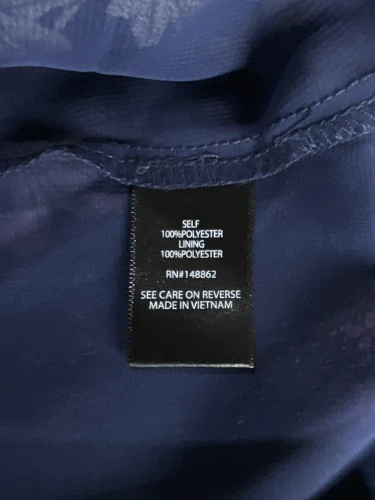 SELF
100%POLYESTER
LINING
100%POLYESTER
RN#148862
SEE CARE ON REVERSE
MADE IN VIETNAM